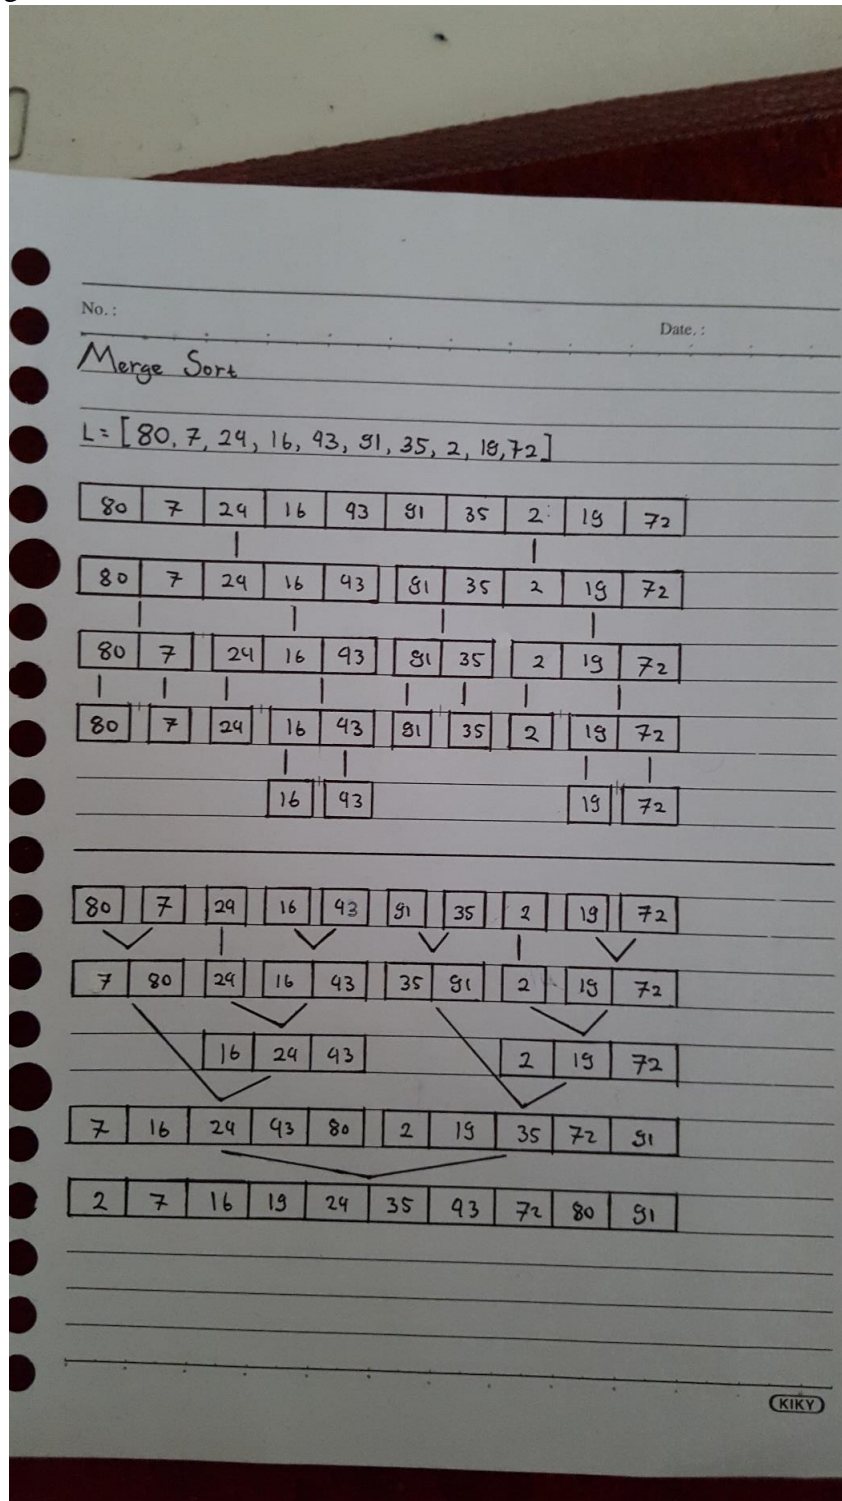 No. :
Date. :
Merge Sort
L = [80, 7, 24, 16, 43, 91, 35, 2, 19, 72]
80 7 24 16 43 91 35 2 19 72
80 7 24 16 43 91 35 2 19 72
80 7 24 16 43 91 35 2 19 72
80 7 24 16 43 91 35 2 19 72
16 43 19 72
80 7 24 16 43 91 35 2 19 72
7 80 24 16 43 35 91 2 19 72
16 24 43 2 19 72
7 16 24 43 80 2 19 35 72 91
2 7 16 19 24 35 43 72 80 91
KIKY